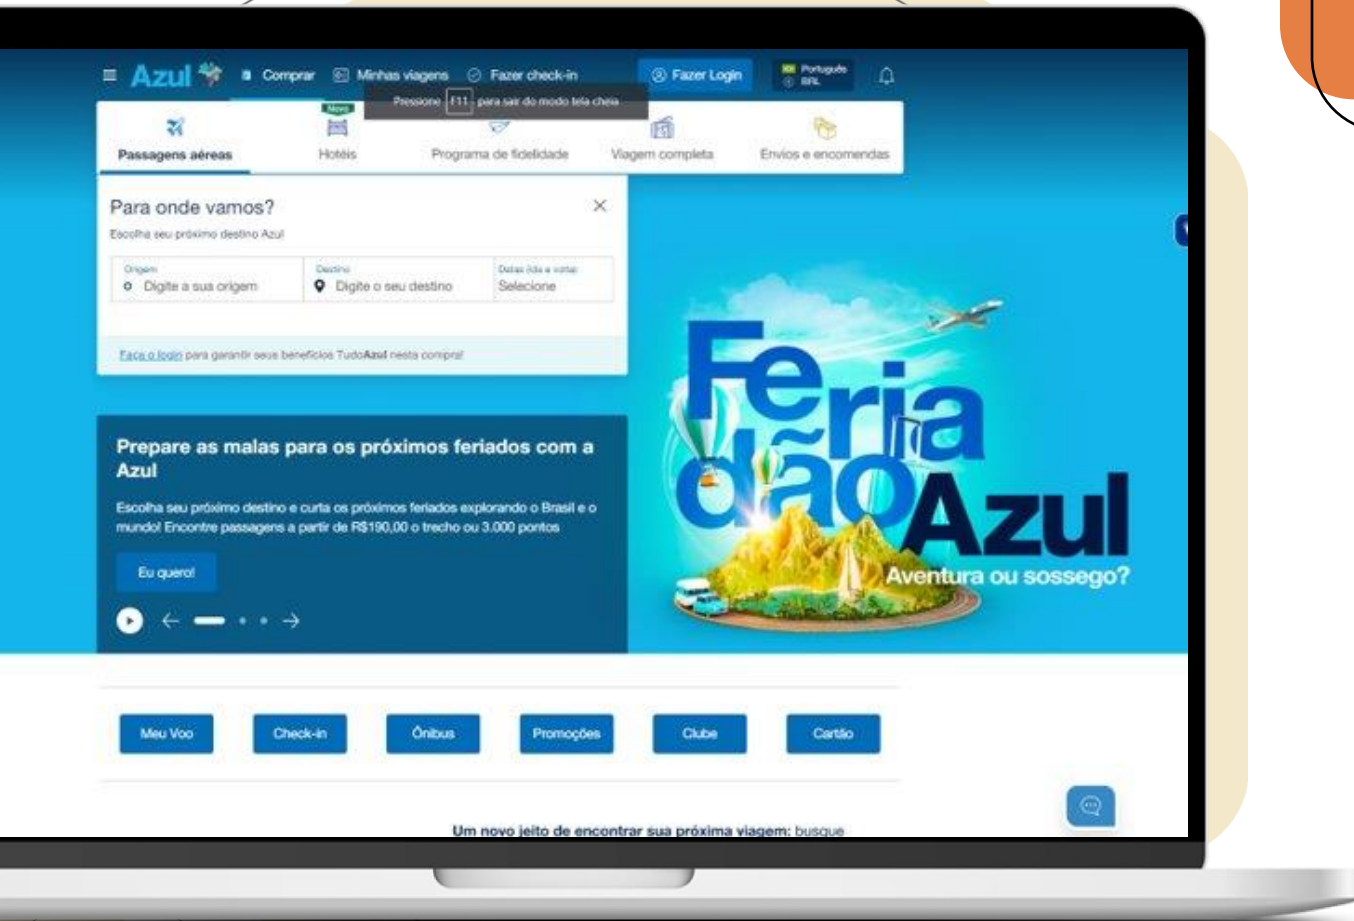 Azul
Comprar
Minhas viagens
Fazer check-in
Fazer Login
Português
BRL
Pressione F11 para sair do modo tela cheia
Novo
Passagens aéreas
Hotéis
Programa de fidelidade
Viagem completa
Envios e encomendas
Para onde vamos?
Escolha seu próximo destino Azul
Origem
Digite a sua origem
Destino
Digite o seu destino
Datas (ida e volta)
Selecione
Faça o login para garantir seus benefícios TudoAzul nesta compra!
Prepare as malas para os próximos feriados com a
Azul
Escolha seu próximo destino e curta os próximos feriados explorando o Brasil e o
mundo! Encontre passagens a partir de R$190,00 o trecho ou 3.000 pontos
Eu quero!
Feria
dão
Azul
Aventura ou sossego?
Meu Voo
Check-in
Ônibus
Promoções
Clube
Cartão
Um novo jeito de encontrar sua próxima viagem: busque